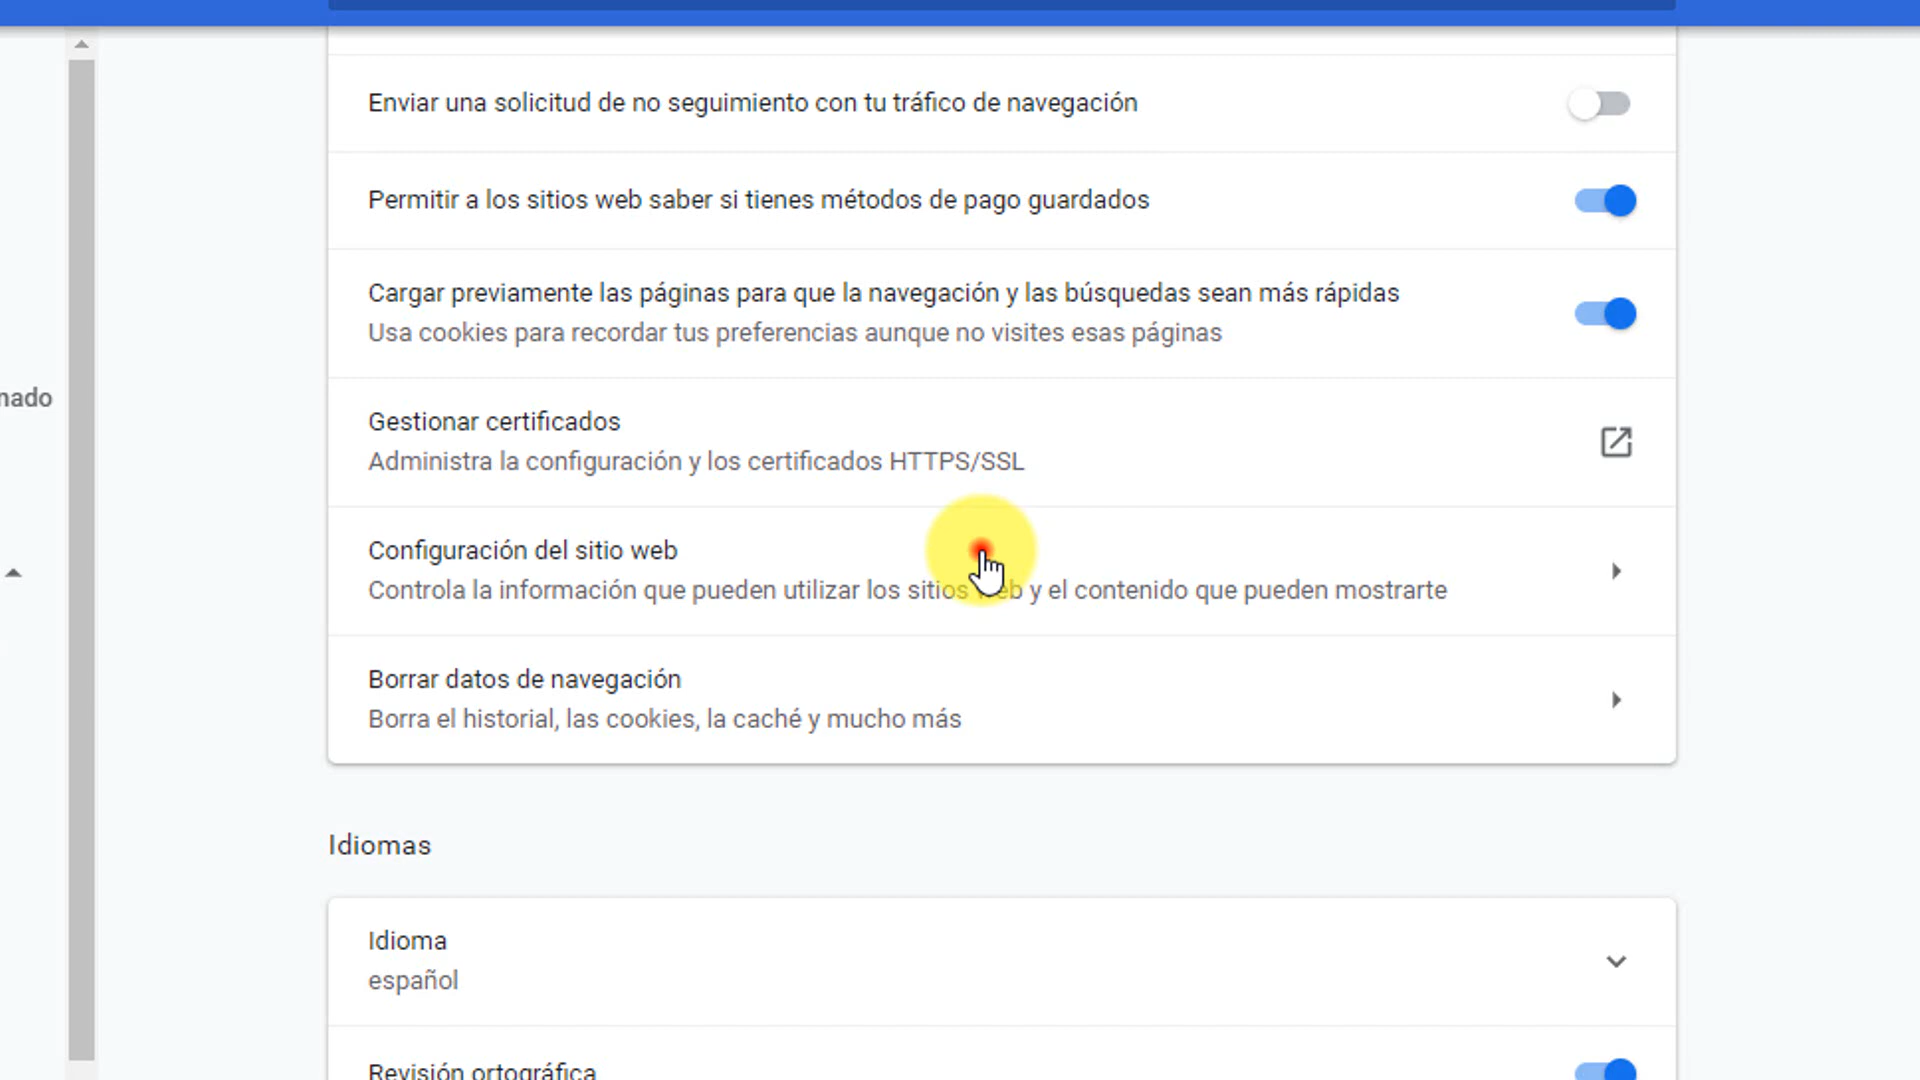 Enviar una solicitud de no seguimiento con tu tráfico de navegación
Permitir a los sitios web saber si tienes métodos de pago guardados
Cargar previamente las páginas para que la navegación y las búsquedas sean más rápidas
Usa cookies para recordar tus preferencias aunque no visites esas páginas
nado
Gestionar certificados
Administra la configuración y los certificados HTTPS/SSL
Configuración del sitio web
Controla la información que pueden utilizar los sitios web y el contenido que pueden mostrarte
Borrar datos de navegación
Borra el historial, las cookies, la caché y mucho más
Idiomas
Idioma
español
Revisión ortográfica